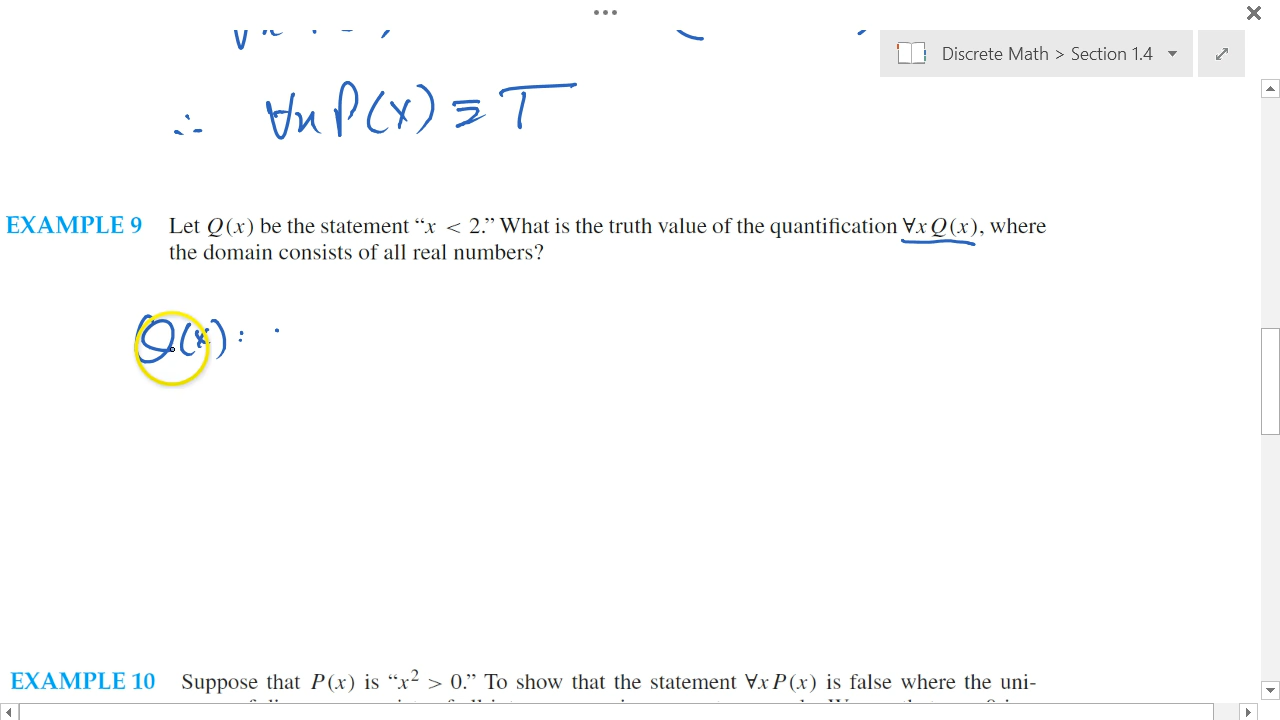 Discrete Math > Section 1.4
∴ ∀x P(x) ≡ T
EXAMPLE 9 Let Q(x) be the statement “x < 2.” What is the truth value of the quantification ∀x Q(x), where
the domain consists of all real numbers?
Q(x):
EXAMPLE 10 Suppose that P(x) is “x² > 0.” To show that the statement ∀x P(x) is false where the uni-